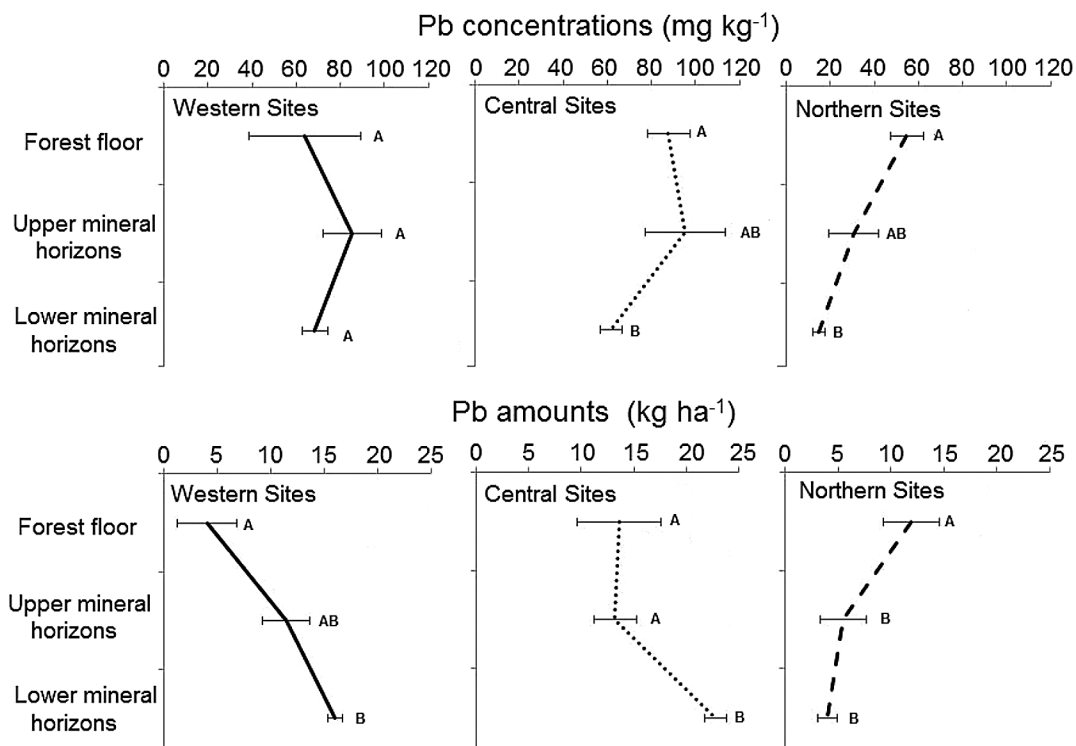 Pb concentrations (mg kg-1)
0 20 40 60 80 100 120 0 20 40 60 80 100 120 0 20 40 60 80 100 120
Western Sites Central Sites Northern Sites
Forest floor A A A
Upper mineral
horizons A AB AB
Lower mineral
horizons A B B
Pb amounts (kg ha-1)
0 5 10 15 20 25 0 5 10 15 20 25 0 5 10 15 20 25
Western Sites Central Sites Northern Sites
Forest floor A A A
Upper mineral
horizons AB A B
Lower mineral
horizons B B B